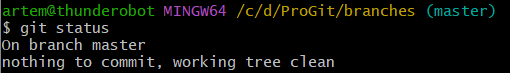 artem@thunderobot MINGW64 /c/d/ProGit/branches (master)
$ git status
On branch master
nothing to commit, working tree clean